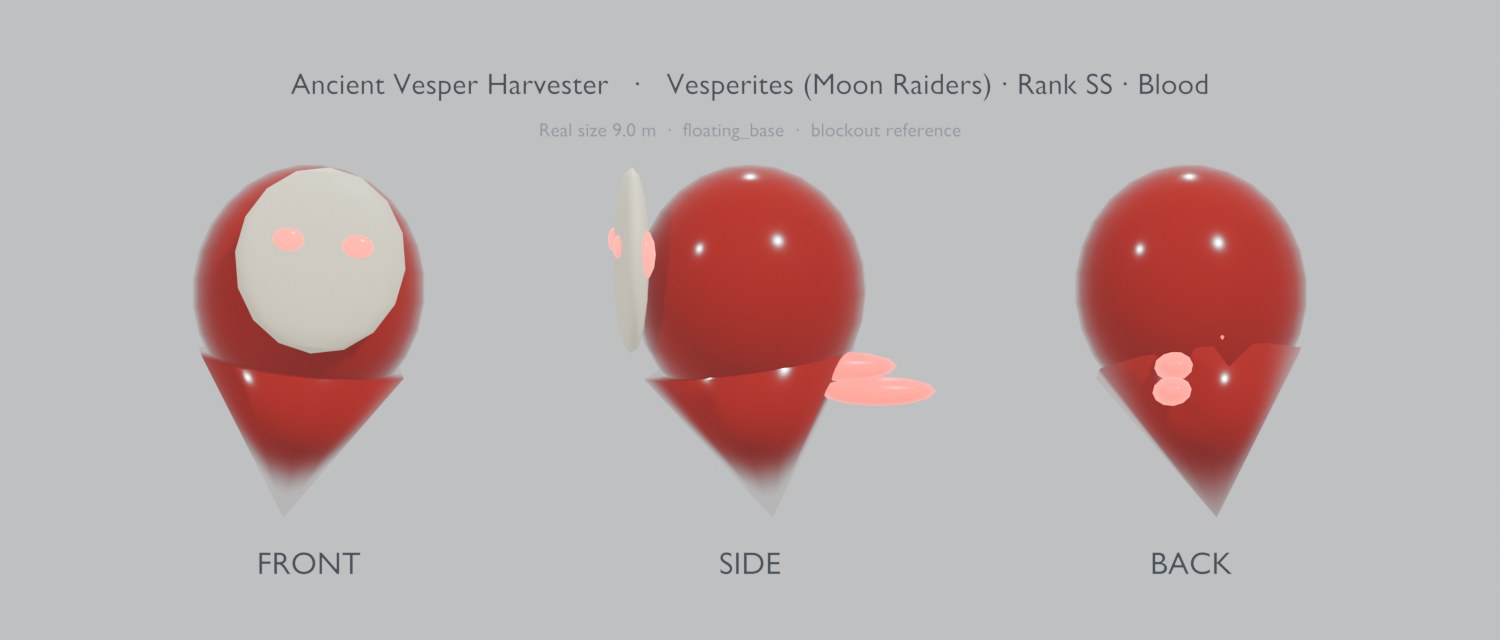 Ancient Vesper Harvester · Vesperites (Moon Raiders) · Rank SS · Blood
Real size 9.0 m · floating_base · blockout reference
FRONT
SIDE
BACK